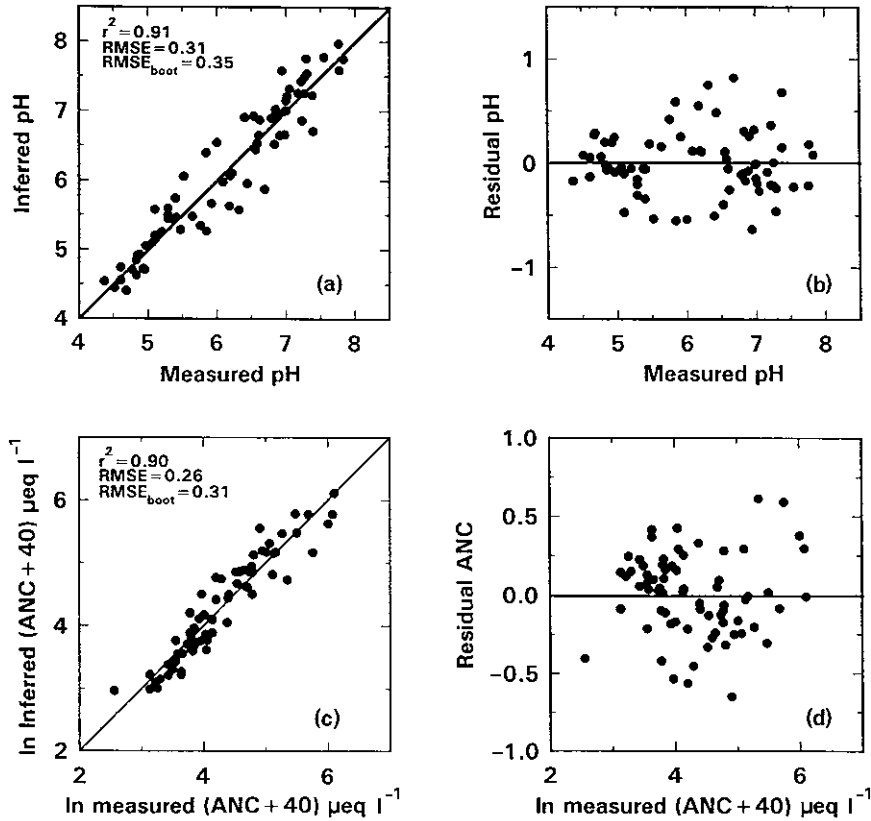 8
7
6
5
4
r² = 0.91
RMSE = 0.31
RMSE_boot = 0.35
Inferred pH
(a)
4 5 6 7 8
Measured pH
1
0
−1
Residual pH
(b)
4 5 6 7 8
Measured pH
6
4
2
r² = 0.90
RMSE = 0.26
RMSE_boot = 0.31
ln Inferred (ANC + 40) µeq l⁻¹
(c)
2 4 6
ln measured (ANC + 40) µeq l⁻¹
1.0
0.5
0.0
−0.5
−1.0
Residual ANC
(d)
2 4 6
ln measured (ANC + 40) µeq l⁻¹